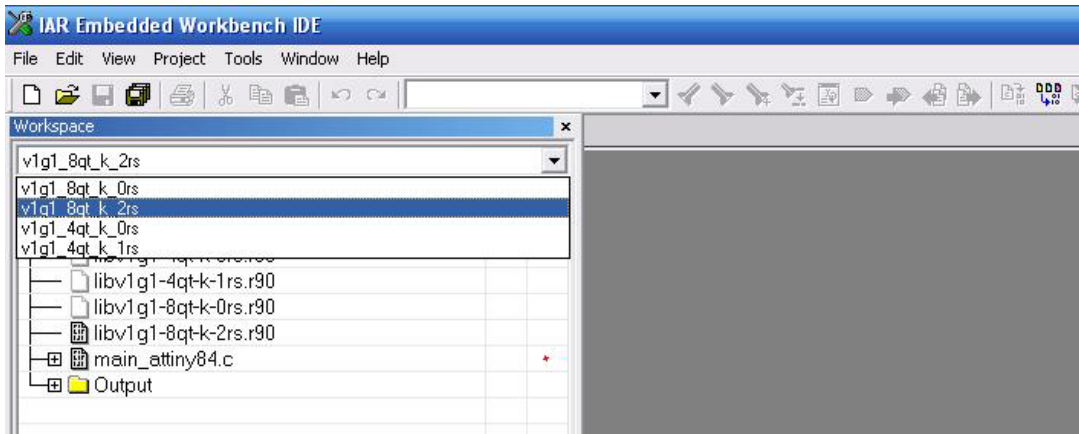 IAR Embedded Workbench IDE
File Edit View Project Tools Window Help
Workspace
v1g1_8qt_k_2rs
v1g1_8qt_k_0rs
v1g1_8qt_k_2rs
v1g1_4qt_k_0rs
v1g1_4qt_k_1rs
libv1g1-4qt-k-1rs.r90
libv1g1-8qt-k-0rs.r90
libv1g1-8qt-k-2rs.r90
main_attiny84.c
Output